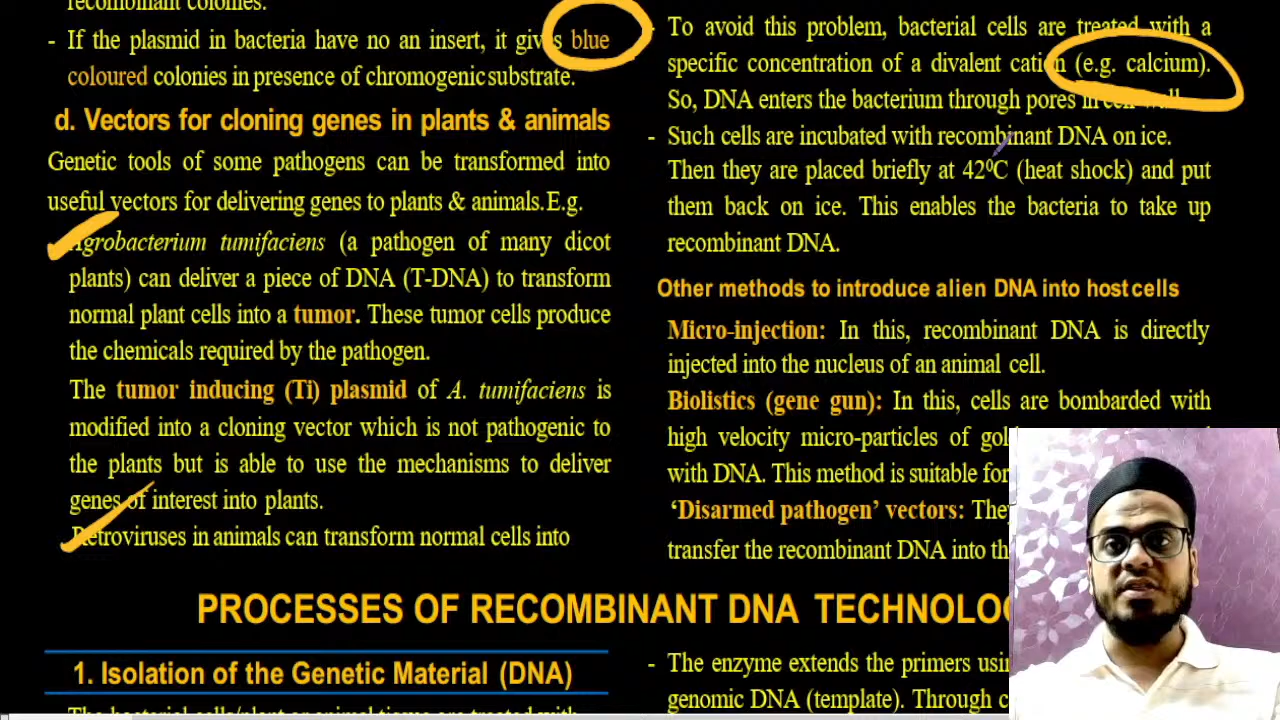 recombinant colonies.
- If the plasmid in bacteria have no an insert, it gives blue
coloured colonies in presence of chromogenic substrate.
d. Vectors for cloning genes in plants & animals
Genetic tools of some pathogens can be transformed into
useful vectors for delivering genes to plants & animals. E.g.
Agrobacterium tumifaciens (a pathogen of many dicot
plants) can deliver a piece of DNA (T-DNA) to transform
normal plant cells into a tumor. These tumor cells produce
the chemicals required by the pathogen.
The tumor inducing (Ti) plasmid of A. tumifaciens is
modified into a cloning vector which is not pathogenic to
the plants but is able to use the mechanisms to deliver
genes of interest into plants.
Retroviruses in animals can transform normal cells into
- To avoid this problem, bacterial cells are treated with a
specific concentration of a divalent cation (e.g. calcium).
So, DNA enters the bacterium through pores in cell wall.
- Such cells are incubated with recombinant DNA on ice.
Then they are placed briefly at 42⁰C (heat shock) and put
them back on ice. This enables the bacteria to take up
recombinant DNA.
Other methods to introduce alien DNA into host cells
Micro-injection: In this, recombinant DNA is directly
injected into the nucleus of an animal cell.
Biolistics (gene gun): In this, cells are bombarded with
high velocity micro-particles of
with DNA. This method is suitable for
'Disarmed pathogen' vectors:
transfer the recombinant DNA into
PROCESSES OF RECOMBINANT DNA
1. Isolation of the Genetic Material (DNA)
The bacterial cells/plant or animal tissue are treated with
- The enzyme extends the primers
genomic DNA (template). Through